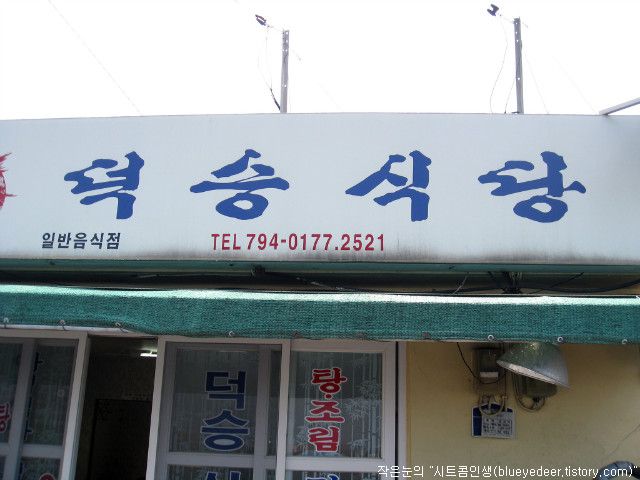 덕승식당
일반음식점
TEL 794-0177.2521
덕승
탕·조림
작은눈의 "시트콤인생(blueyedeer.tistory.com)